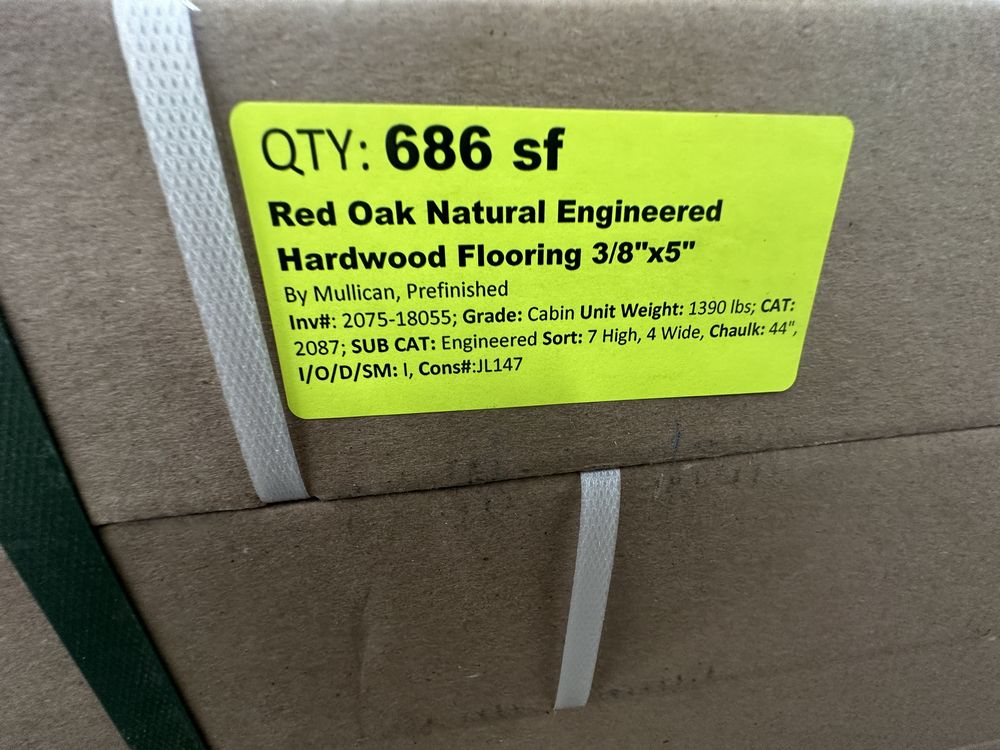 QTY: 686 sf
Red Oak Natural Engineered
Hardwood Flooring 3/8"x5"
By Mullican, Prefinished
Inv#: 2075-18055; Grade: Cabin Unit Weight: 1390 lbs; CAT:
2087; SUB CAT: Engineered Sort: 7 High, 4 Wide, Chaulk: 44",
I/O/D/SM: I, Cons#:JL147